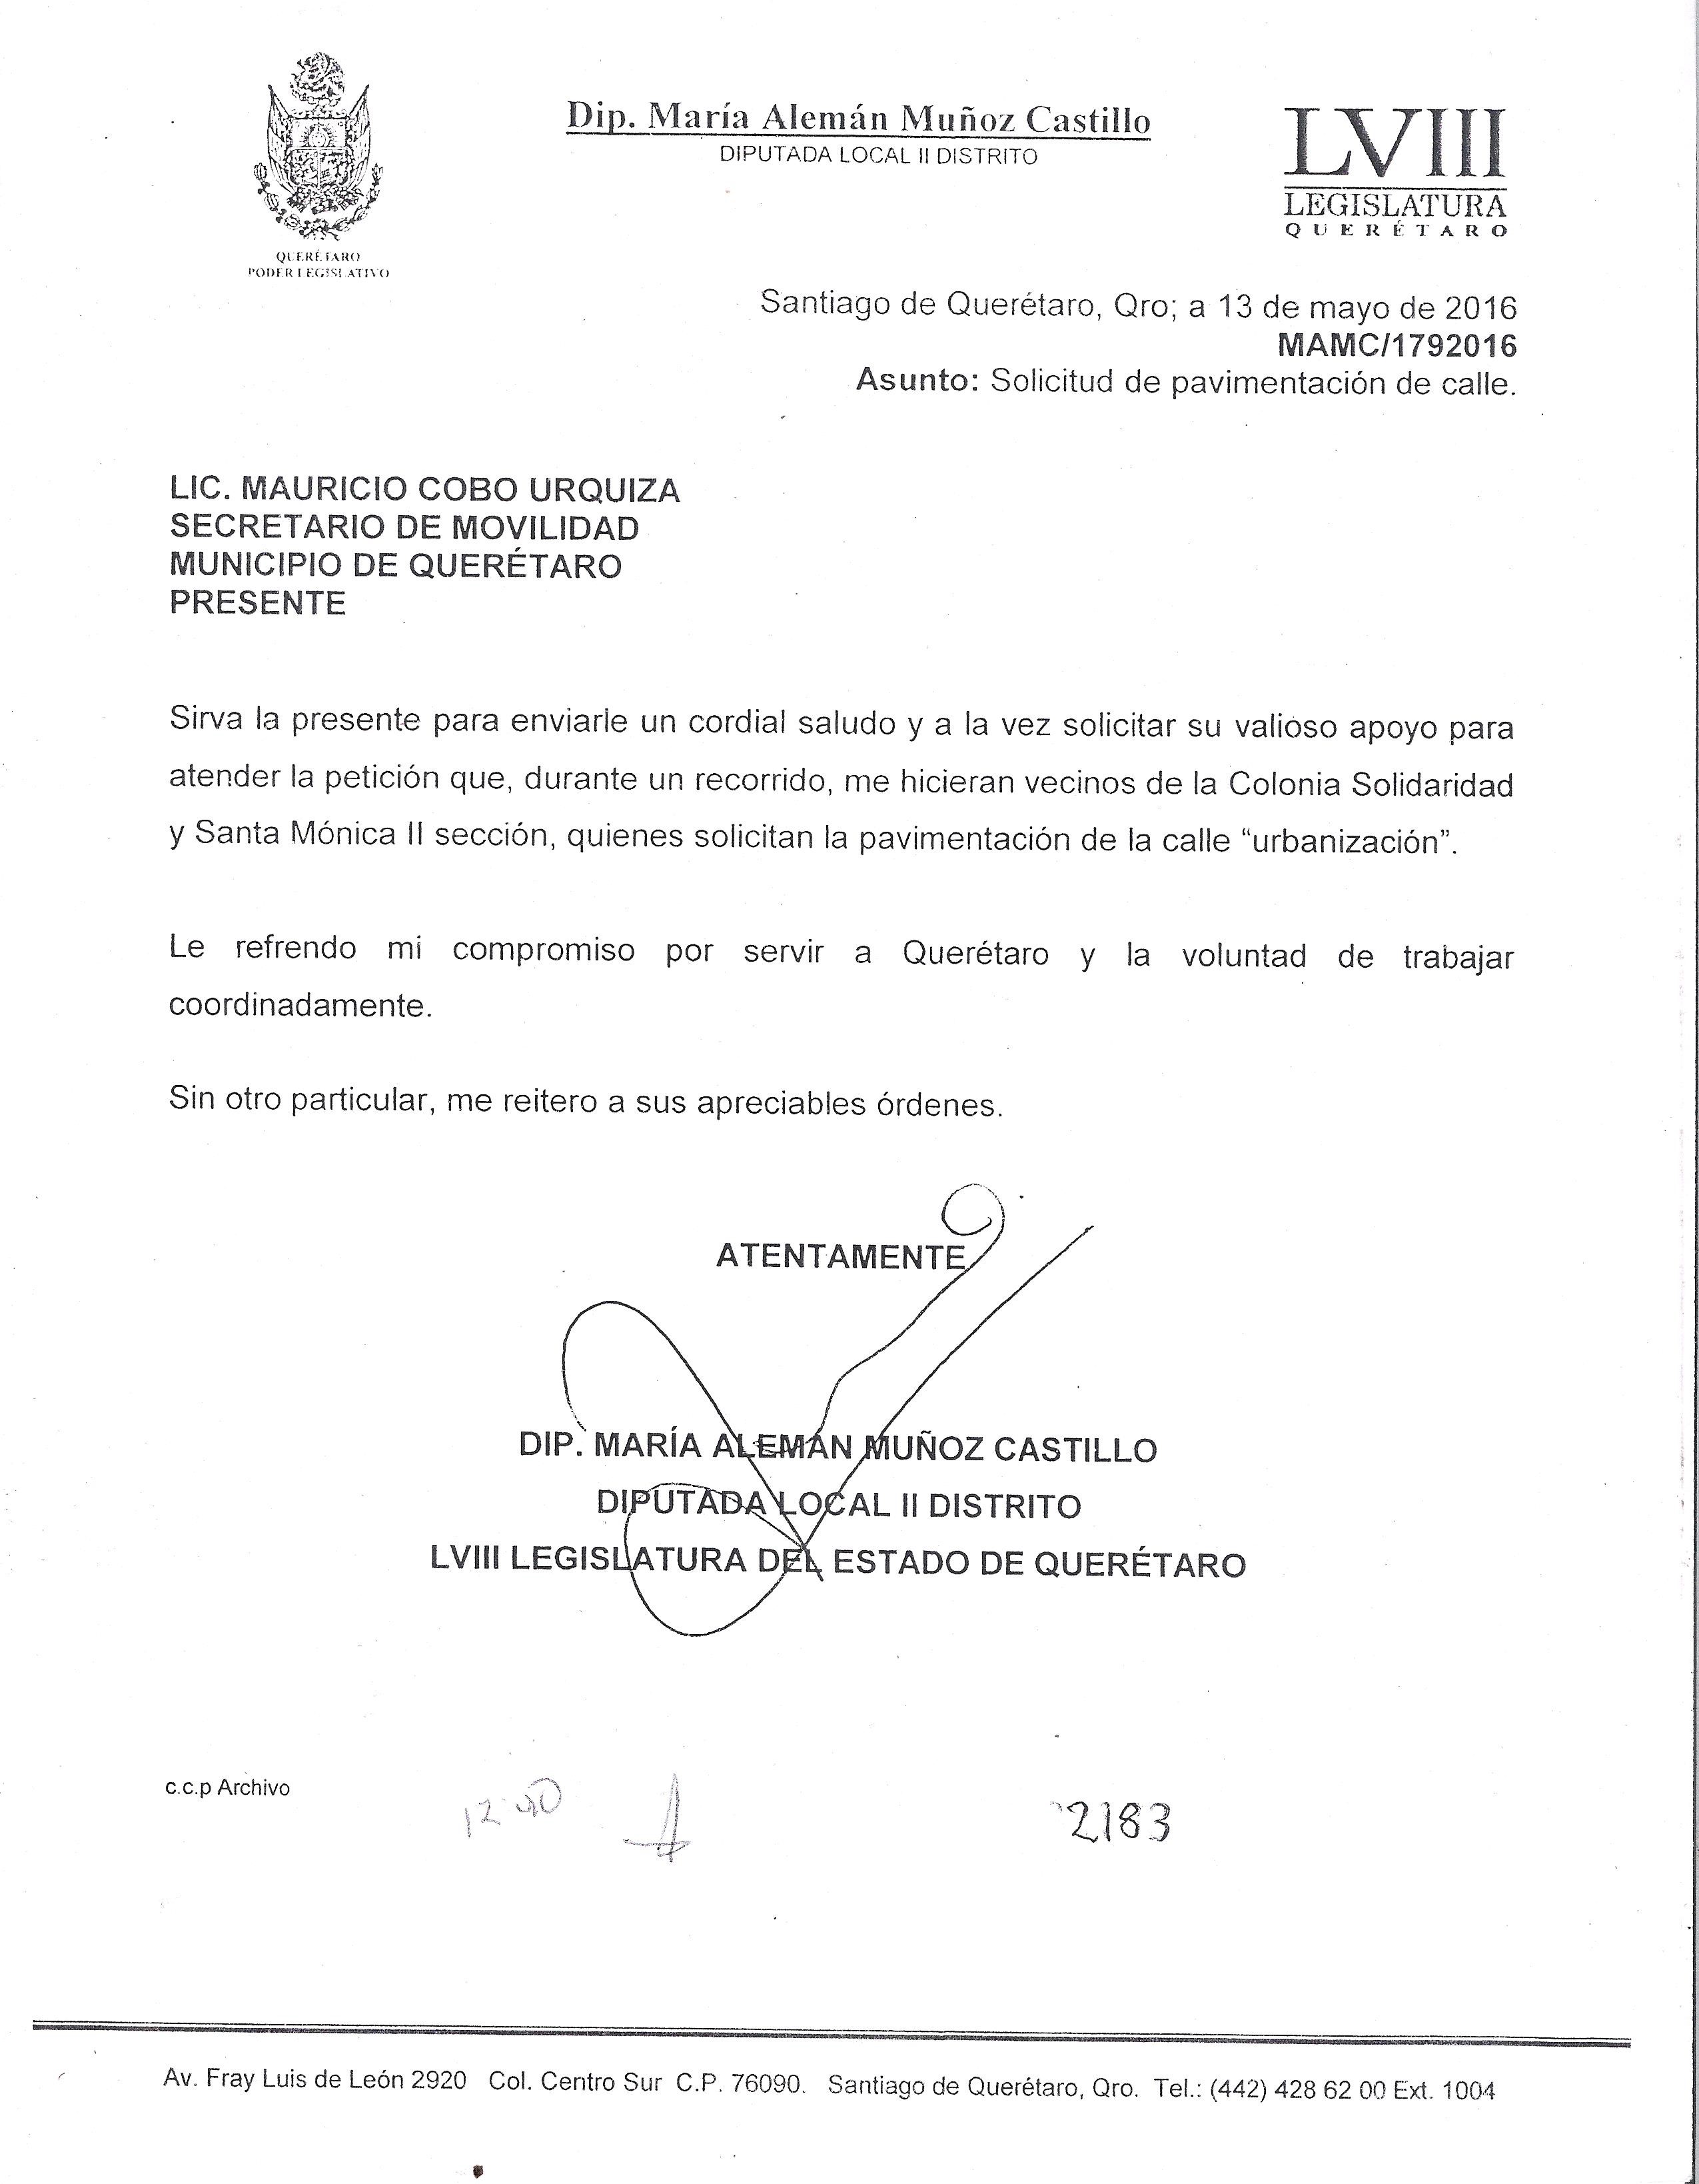 Dip. María Alemán Muñoz Castillo
DIPUTADA LOCAL II DISTRITO
LVIII
LEGISLATURA
QUERÉTARO
QUERÉTARO
PODER LEGISLATIVO
Santiago de Querétaro, Qro; a 13 de mayo de 2016
MAMC/1792016
Asunto: Solicitud de pavimentación de calle.
LIC. MAURICIO COBO URQUIZA
SECRETARIO DE MOVILIDAD
MUNICIPIO DE QUERÉTARO
PRESENTE
Sirva la presente para enviarle un cordial saludo y a la vez solicitar su valioso apoyo para
atender la petición que, durante un recorrido, me hicieran vecinos de la Colonia Solidaridad
y Santa Mónica II sección, quienes solicitan la pavimentación de la calle “urbanización”.
Le refrendo mi compromiso por servir a Querétaro y la voluntad de trabajar
coordinadamente.
Sin otro particular, me reitero a sus apreciables órdenes.
ATENTAMENTE
DIP. MARÍA ALEMÁN MUÑOZ CASTILLO
DIPUTADA LOCAL II DISTRITO
LVIII LEGISLATURA DEL ESTADO DE QUERÉTARO
c.c.p Archivo
12:40
2183
Av. Fray Luis de León 2920 Col. Centro Sur C.P. 76090. Santiago de Querétaro, Qro. Tel.: (442) 428 62 00 Ext. 1004